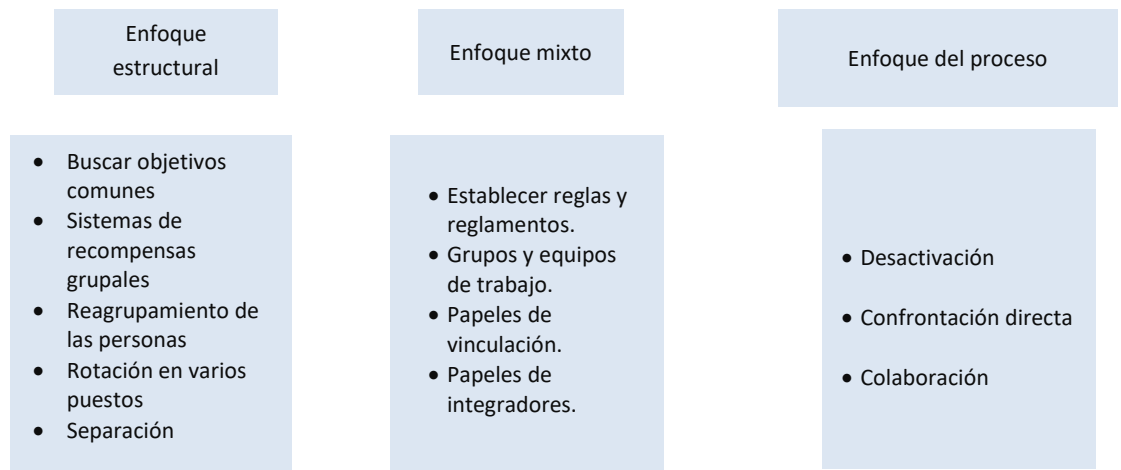 Enfoque
estructural
Enfoque mixto
Enfoque del proceso
• Buscar objetivos
comunes
• Sistemas de
recompensas
grupales
• Reagrupamiento de
las personas
• Rotación en varios
puestos
• Separación
• Establecer reglas y
reglamentos.
• Grupos y equipos
de trabajo.
• Papeles de
vinculación.
• Papeles de
integradores.
• Desactivación
• Confrontación directa
• Colaboración